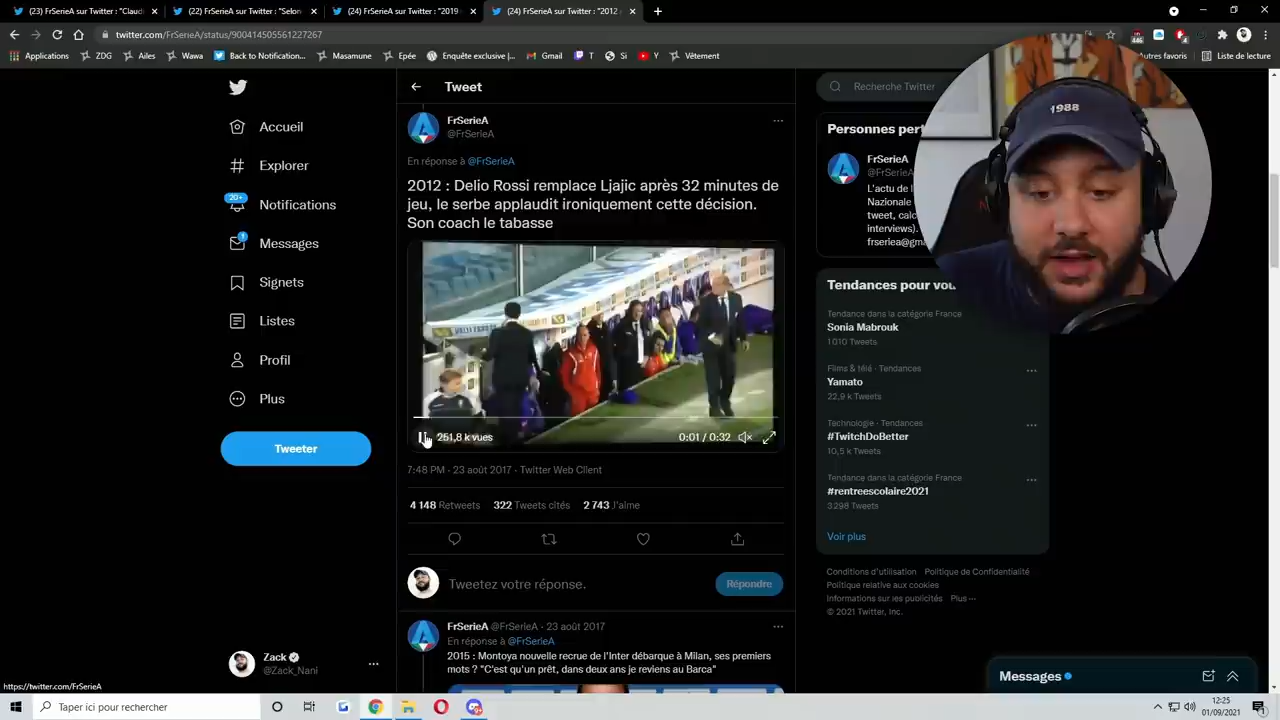 (23) FrSerieA sur Twitter : "Claud
(22) FrSerieA sur Twitter : "Selon
(24) FrSerieA sur Twitter : "2019
(24) FrSerieA sur Twitter : "2012
twitter.com/FrSerieA/status/900414505561227267
Applications
ZDG
Ailes
Wawa
Back to Notification...
Masamune
Epée
Enquête exclusive |...
Gmail
T
Si
Y
Vêtement
Autres favoris
Liste de lecture
Tweet
Recherche Twitter
1988
Accueil
Explorer
20+
Notifications
1
Messages
Signets
Listes
Profil
Plus
Tweeter
Zack
@Zack_Nani
FrSerieA
@FrSerieA
En réponse à @FrSerieA
2012 : Delio Rossi remplace Ljajic après 32 minutes de
jeu, le serbe applaudit ironiquement cette décision.
Son coach le tabasse
251,8 k vues
0:01 / 0:32
7:48 PM · 23 août 2017 · Twitter Web Client
4 148 Retweets 322 Tweets cités 2 743 J'aime
Tweetez votre réponse.
Répondre
FrSerieA @FrSerieA · 23 août 2017
En réponse à @FrSerieA
2015 : Montoya nouvelle recrue de l'Inter débarque à Milan, ses premiers
mots ? "C'est qu'un prêt, dans deux ans je reviens au Barca"
Personnes pert
FrSerieA
@FrSerieA
L'actu de l
Nazionale
tweet, calc
interviews).
frseriea@gm
Tendances pour vou
Tendance dans la catégorie France
Sonia Mabrouk
1 010 Tweets
Films & télé · Tendances
Yamato
22,9 k Tweets
Technologie · Tendances
#TwitchDoBetter
10,5 k Tweets
Tendance dans la catégorie France
#rentreescolaire2021
3 298 Tweets
Voir plus
Conditions d'utilisation Politique de Confidentialité
Politique relative aux cookies
Informations sur les publicités Plus ···
© 2021 Twitter, Inc.
Messages
https://twitter.com/FrSerieA
Taper ici pour rechercher
12:25
01/09/2021